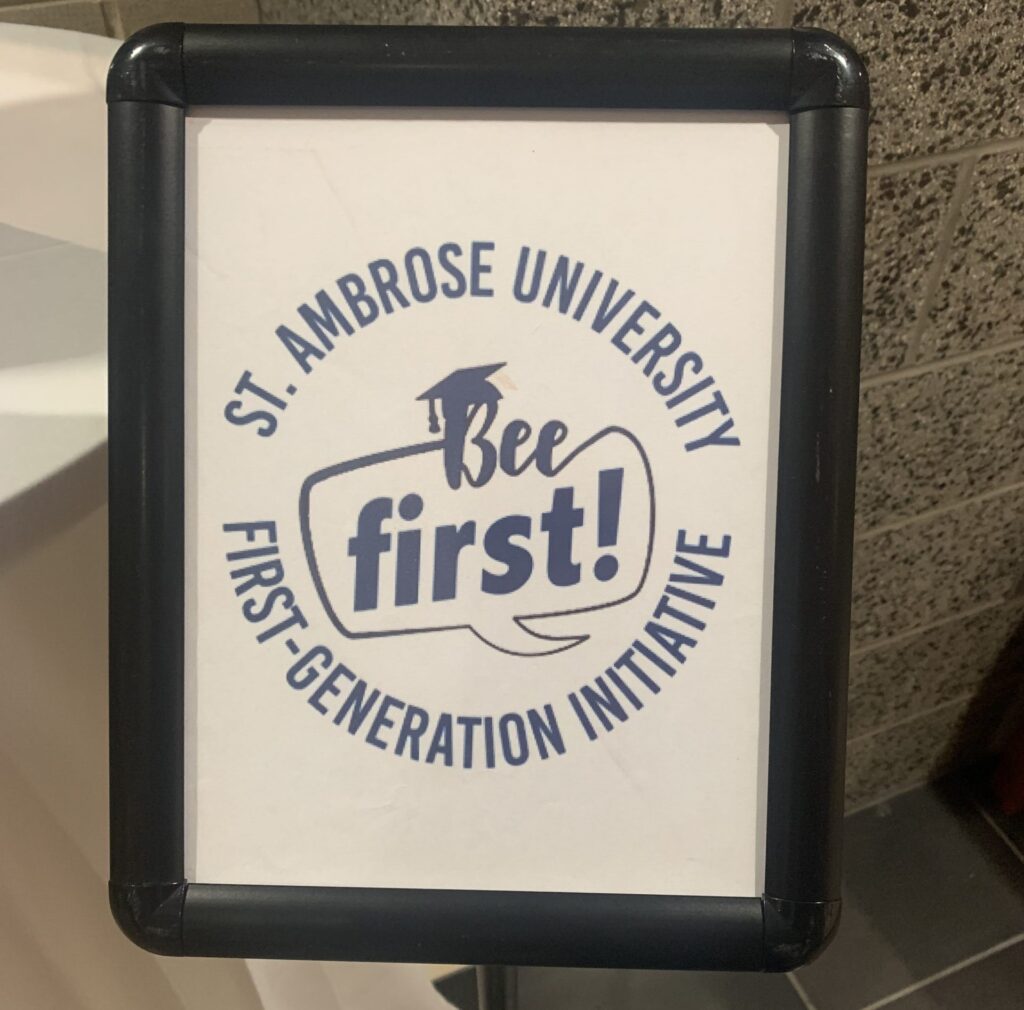 ST. AMBROSE UNIVERSITY
Bee
first!
FIRST-GENERATION INITIATIVE